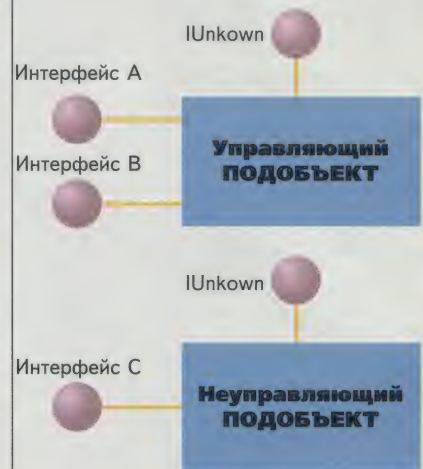 IUnkown
Интерфейс A
Управляющий
ПОДОБЪЕКТ
Интерфейс B
IUnkown
Интерфейс C
Неуправляющий
ПОДОБЪЕКТ